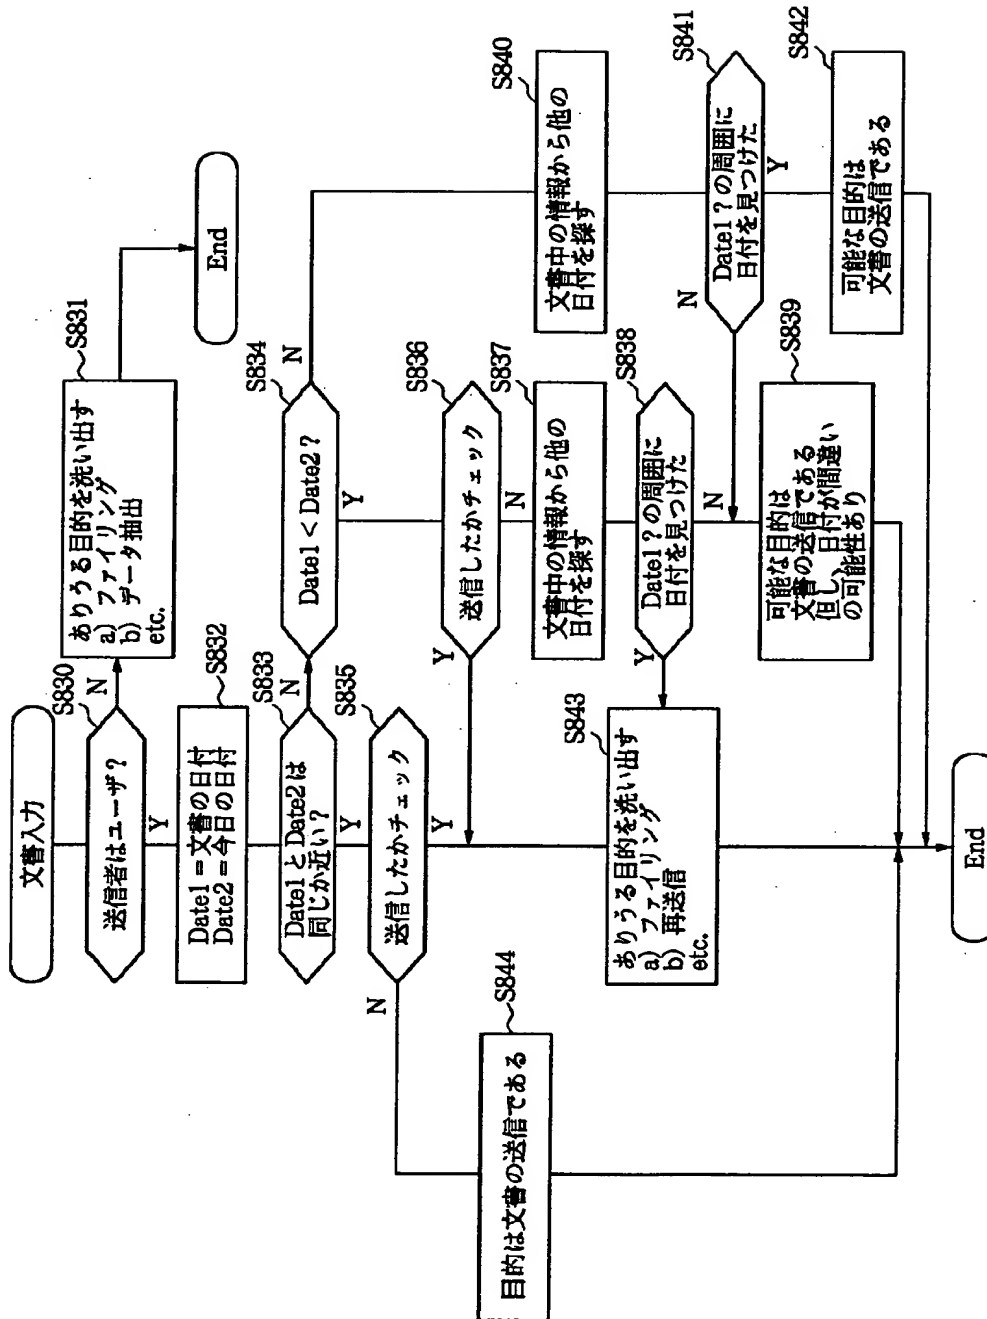 文書入力
S830
送信者はユーザ?
N
Y
S831
ありうる目的を洗い出す
a) ファイリング
b) データ抽出
etc.
End
S832
Date1＝文書の日付
Date2＝今日の日付
S833
Date1とDate2は
同じか近い?
N
Y
S834
Date1 < Date2?
N
Y
S835
送信したかチェック
N
Y
S836
送信したかチェック
Y
N
S837
文書中の情報から他の
日付を探す
S838
Date1?の周囲に
日付を見つけた
Y
N
S839
可能な目的は
文書の送信である
但し、日付が間違い
の可能性あり
S840
文書中の情報から他の
日付を探す
S841
Date1?の周囲に
日付を見つけた
N
Y
S842
可能な目的は
文書の送信である
S843
ありうる目的を洗い出す
a) ファイリング
b) 再送信
etc.
S844
目的は文書の送信である
End